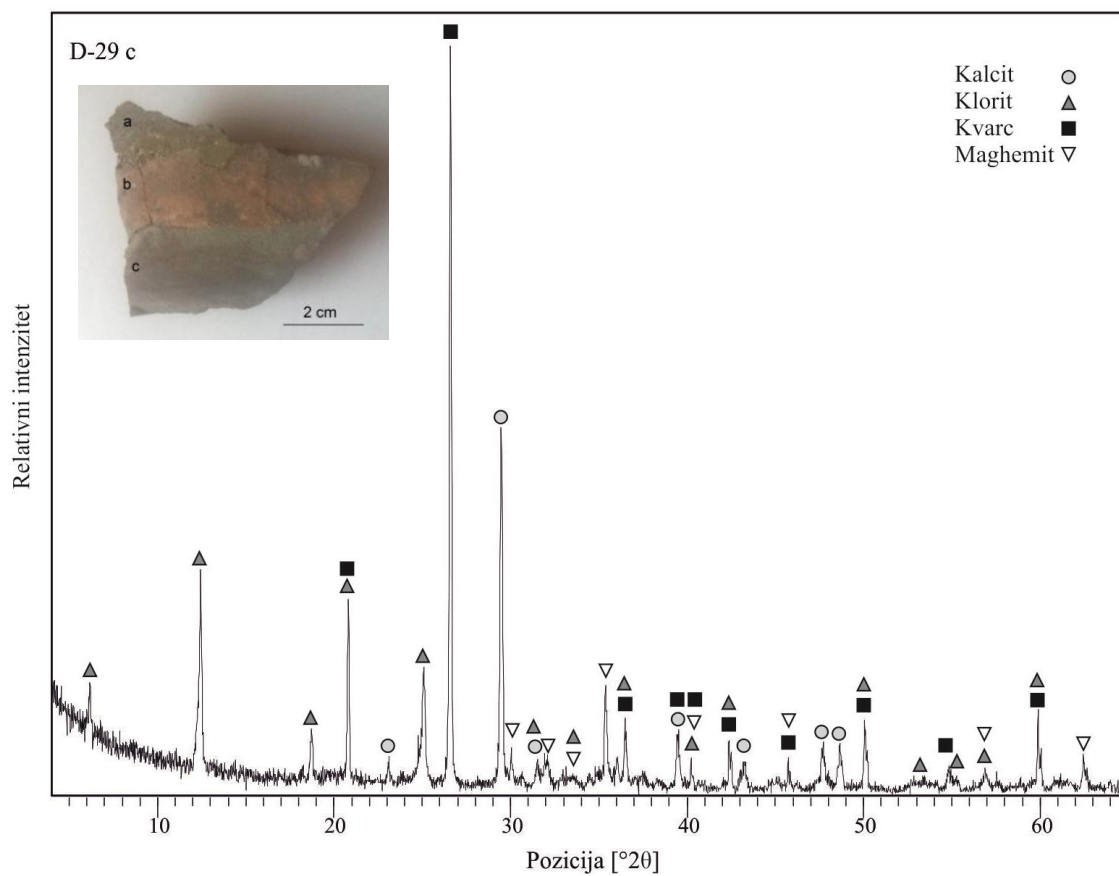 D-29 c
a
b
c
2 cm
Kalcit
Klorit
Kvarc
Maghemit
Relativni intenzitet
10 20 30 40 50 60
Pozicija [°2θ]